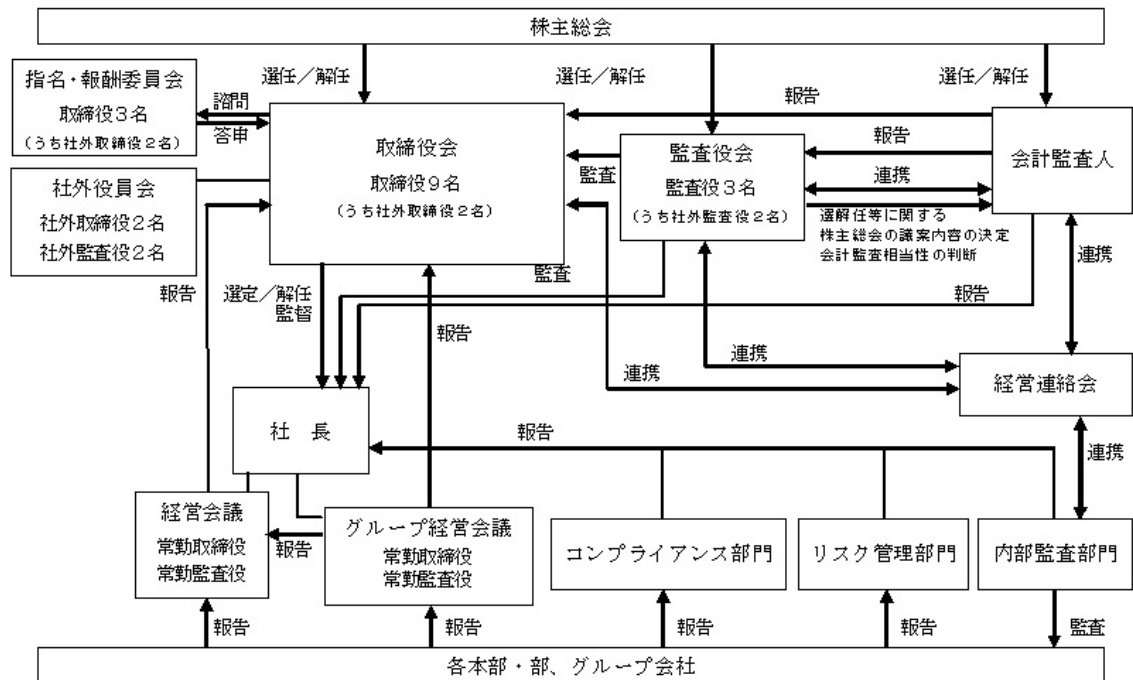 株主総会
選任／解任
選任／解任
選任／解任
指名・報酬委員会
取締役３名
(うち社外取締役２名)
諮問
答申
取締役会
取締役９名
(うち社外取締役２名)
報告
監査
監査役会
監査役３名
(うち社外監査役２名)
報告
連携
会計監査人
選解任等に関する
株主総会の議案内容の決定
会計監査相当性の判断
社外役員会
社外取締役２名
社外監査役２名
報告
選定／解任
監督
監査
報告
報告
連携
連携
連携
経営連絡会
社　長
報告
連携
経営会議
常勤取締役
常勤監査役
報告
グループ経営会議
常勤取締役
常勤監査役
コンプライアンス部門
リスク管理部門
内部監査部門
報告
報告
報告
報告
監査
各本部・部、グループ会社